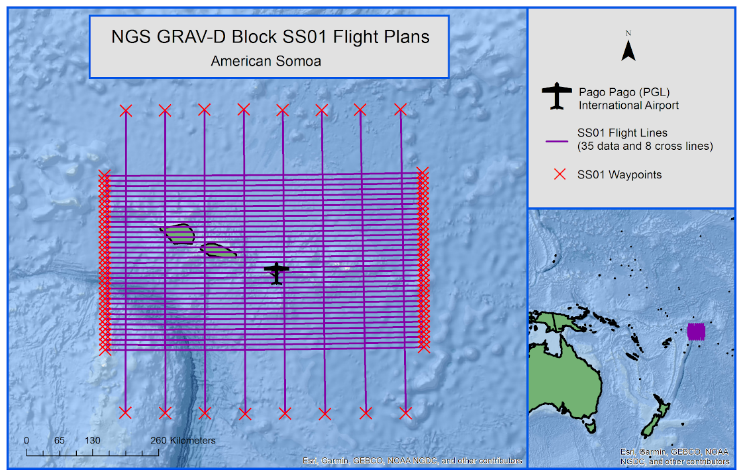 NGS GRAV-D Block SS01 Flight Plans
American Somoa
N
Pago Pago (PGL)
International Airport
SS01 Flight Lines
(35 data and 8 cross lines)
SS01 Waypoints
0 65 130 260 Kilometers
Esri, Garmin, GEBCO, NOAA NGDC, and other contributors
Esri, Garmin, GEBCO, NOAA
NGDC, and other contributors